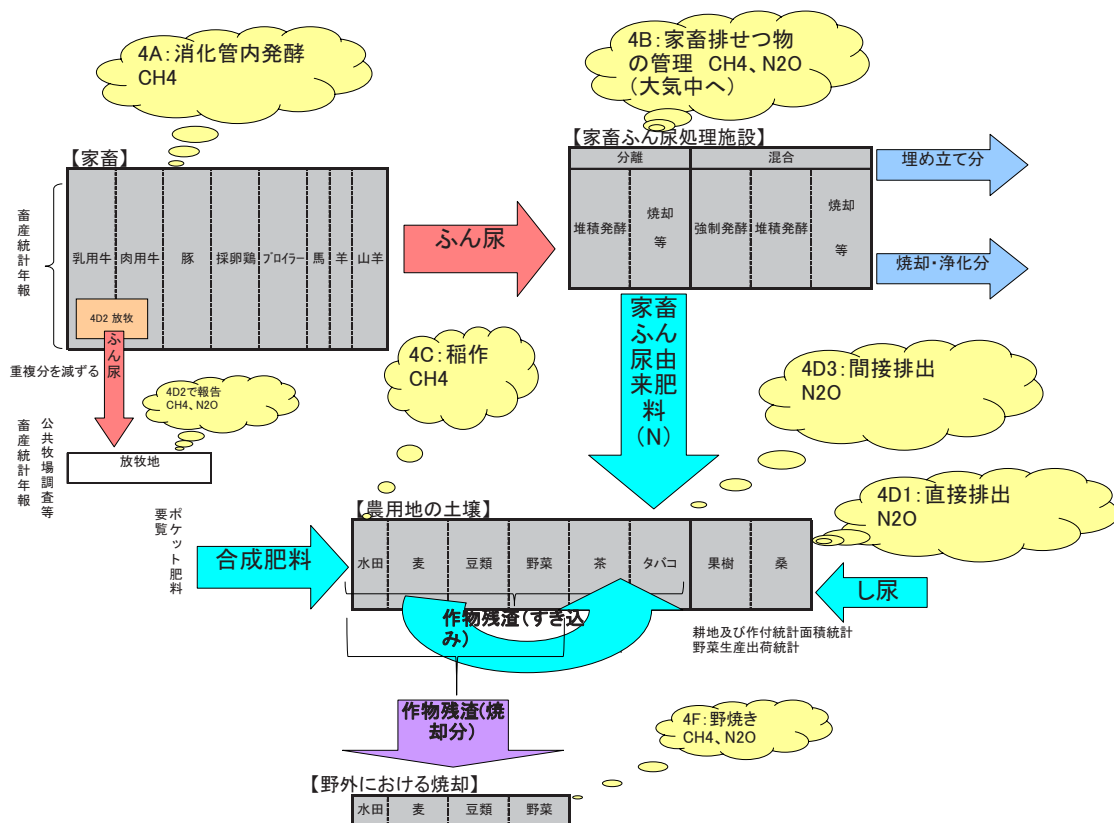 4A：消化管内発酵
CH4
4B：家畜排せつ物
の管理　CH4、N2O
（大気中へ）
【家畜】
乳用牛
肉用牛
豚
採卵鶏
ブロイラー
馬
羊
山羊
畜産統計年報
4D2 放牧
ふん尿
重複分を減ずる
4D2で報告
CH4、N2O
放牧地
公共牧場調査等
畜産統計年報
ふん尿
【家畜ふん尿処理施設】
分離
混合
堆積発酵
焼却
等
強制発酵
堆積発酵
焼却
等
埋め立て分
焼却・浄化分
家畜
ふん
尿由
来肥
料
（N）
4C：稲作
CH4
4D3：間接排出
N2O
4D1：直接排出
N2O
【農用地の土壌】
水田
麦
豆類
野菜
茶
タバコ
果樹
桑
ポケット肥料
要覧
合成肥料
し尿
作物残渣（すき込
み）
耕地及び作付統計面積統計
野菜生産出荷統計
作物残渣(焼
却分）
4F：野焼き
CH4、N2O
【野外における焼却】
水田
麦
豆類
野菜